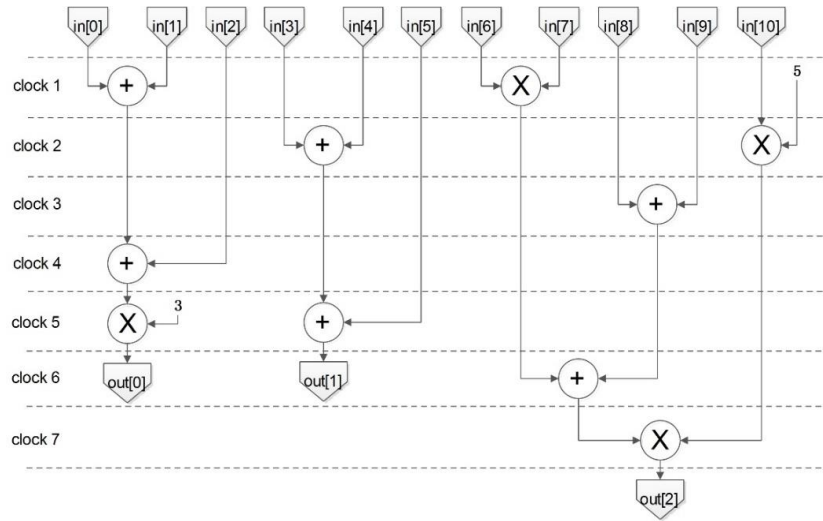 in[0] in[1] in[2] in[3] in[4] in[5] in[6] in[7] in[8] in[9] in[10]
clock 1 + X 5
clock 2 + X
clock 3 +
clock 4 +
clock 5 X 3 +
clock 6 out[0] out[1] +
clock 7 X
out[2]